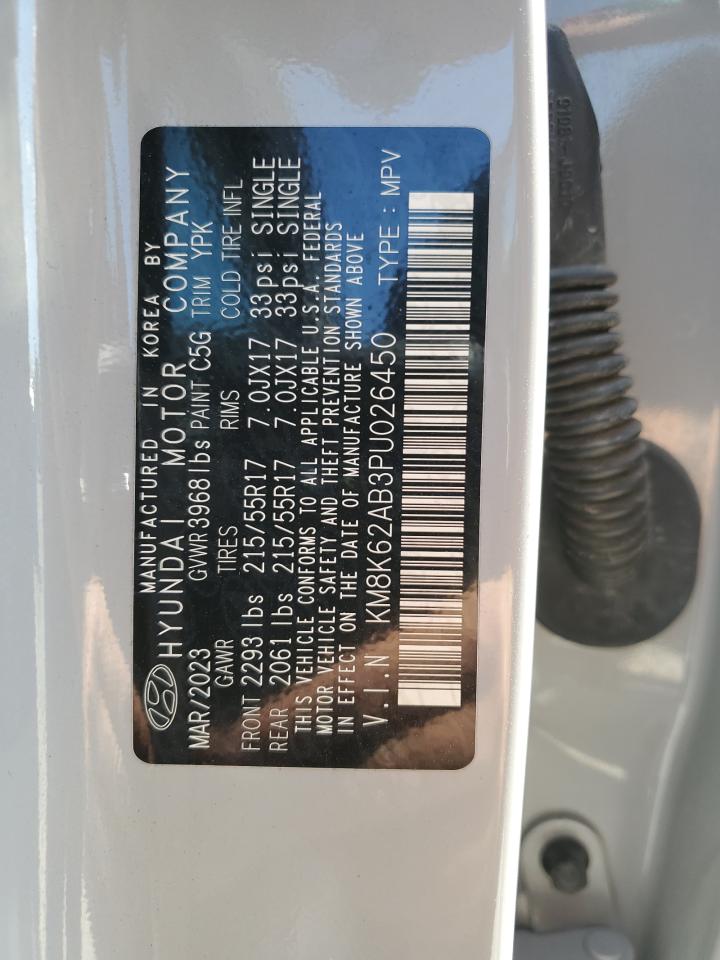 MANUFACTURED IN KOREA BY
HYUNDAI MOTOR COMPANY
MAR/2023 GVWR 3968lbs PAINT C5G TRIM YPK
GAWR TIRES RIMS COLD TIRE INFL
FRONT 2293 lbs 215/55R17 7.0JX17 33psi SINGLE
REAR 2061 lbs 215/55R17 7.0JX17 33psi SINGLE
THIS VEHICLE CONFORMS TO ALL APPLICABLE U.S.A. FEDERAL
MOTOR VEHICLE SAFETY AND THEFT PREVENTION STANDARDS
IN EFFECT ON THE DATE OF MANUFACTURE SHOWN ABOVE
V.I.N KM8K62AB3PU026450 TYPE : MPV